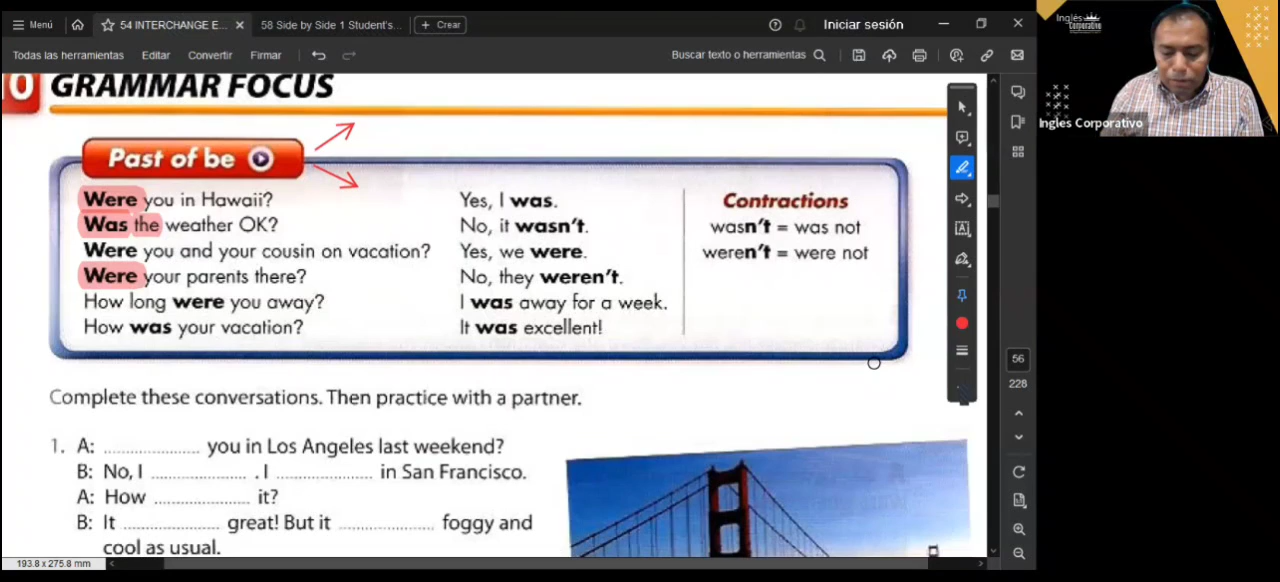 Menú
54 INTERCHANGE E...
58 Side by Side 1 Student's...
+ Crear
Iniciar sesión
Todas las herramientas
Editar
Convertir
Firmar
Buscar texto o herramientas
Inglés
Corporativo
Ingles Corporativo
0 GRAMMAR FOCUS
Past of be
Were you in Hawaii? Yes, I was. Contractions
Was the weather OK? No, it wasn't. wasn't = was not
Were you and your cousin on vacation? Yes, we were. weren't = were not
Were your parents there? No, they weren't.
How long were you away? I was away for a week.
How was your vacation? It was excellent!
Complete these conversations. Then practice with a partner.
1. A: .................... you in Los Angeles last weekend?
B: No, I .................... . I .................... in San Francisco.
A: How .................... it?
B: It .................... great! But it .................... foggy and
cool as usual.
56
228
193.8 x 275.8 mm